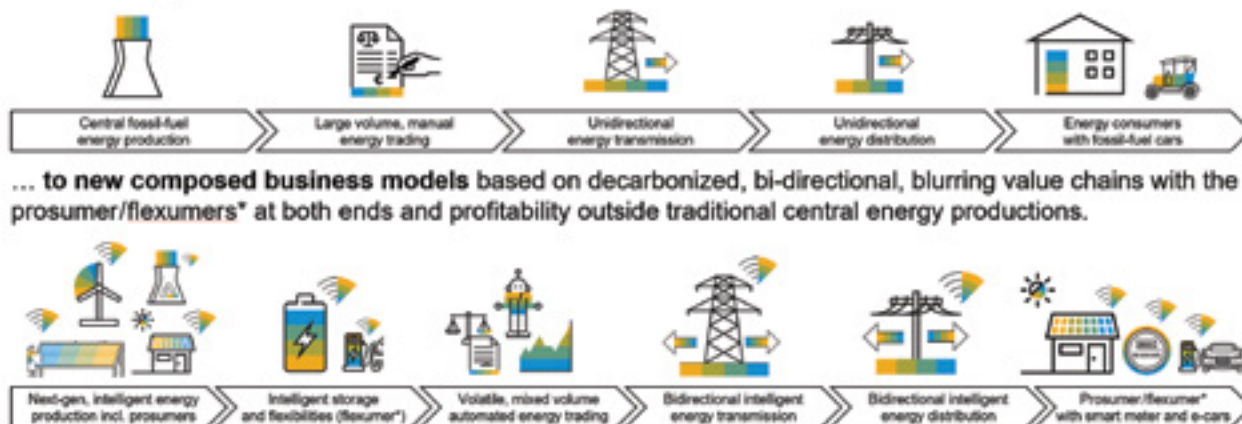 Central fossil-fuel
energy production
Large volume, manual
energy trading
Unidirectional
energy transmission
Unidirectional
energy distribution
Energy consumers
with fossil-fuel cars
... to new composed business models based on decarbonized, bi-directional, blurring value chains with the
prosumer/flexumers* at both ends and profitability outside traditional central energy productions.
Next-gen, intelligent energy
production incl. prosumers
Intelligent storage
and flexibilities (flexumer*)
Volatile, mixed volume
automated energy trading
Bidirectional intelligent
energy transmission
Bidirectional intelligent
energy distribution
Prosumer/flexumer*
with smart meter and e-cars